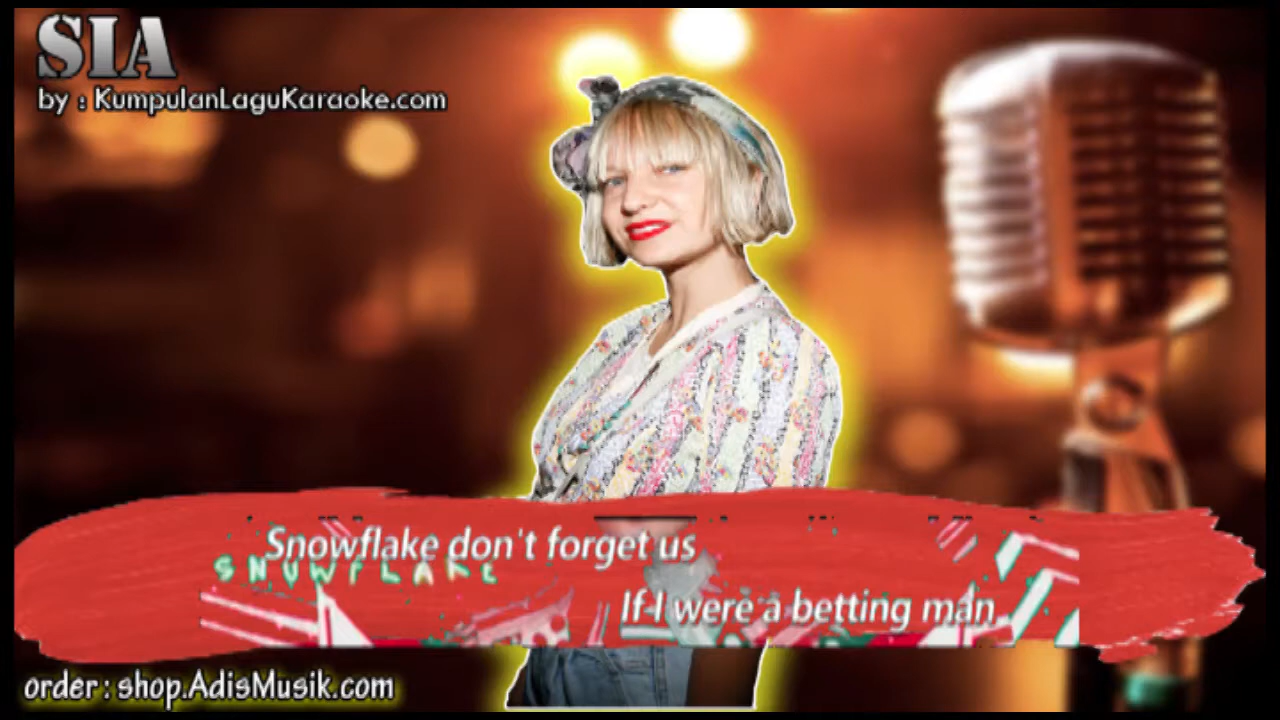 SIA
by : KumpulanLaguKaraoke.com
Snowflake don't forget us
SNOWFLAKE
If I were a betting man
order : shop.AdisMusik.com